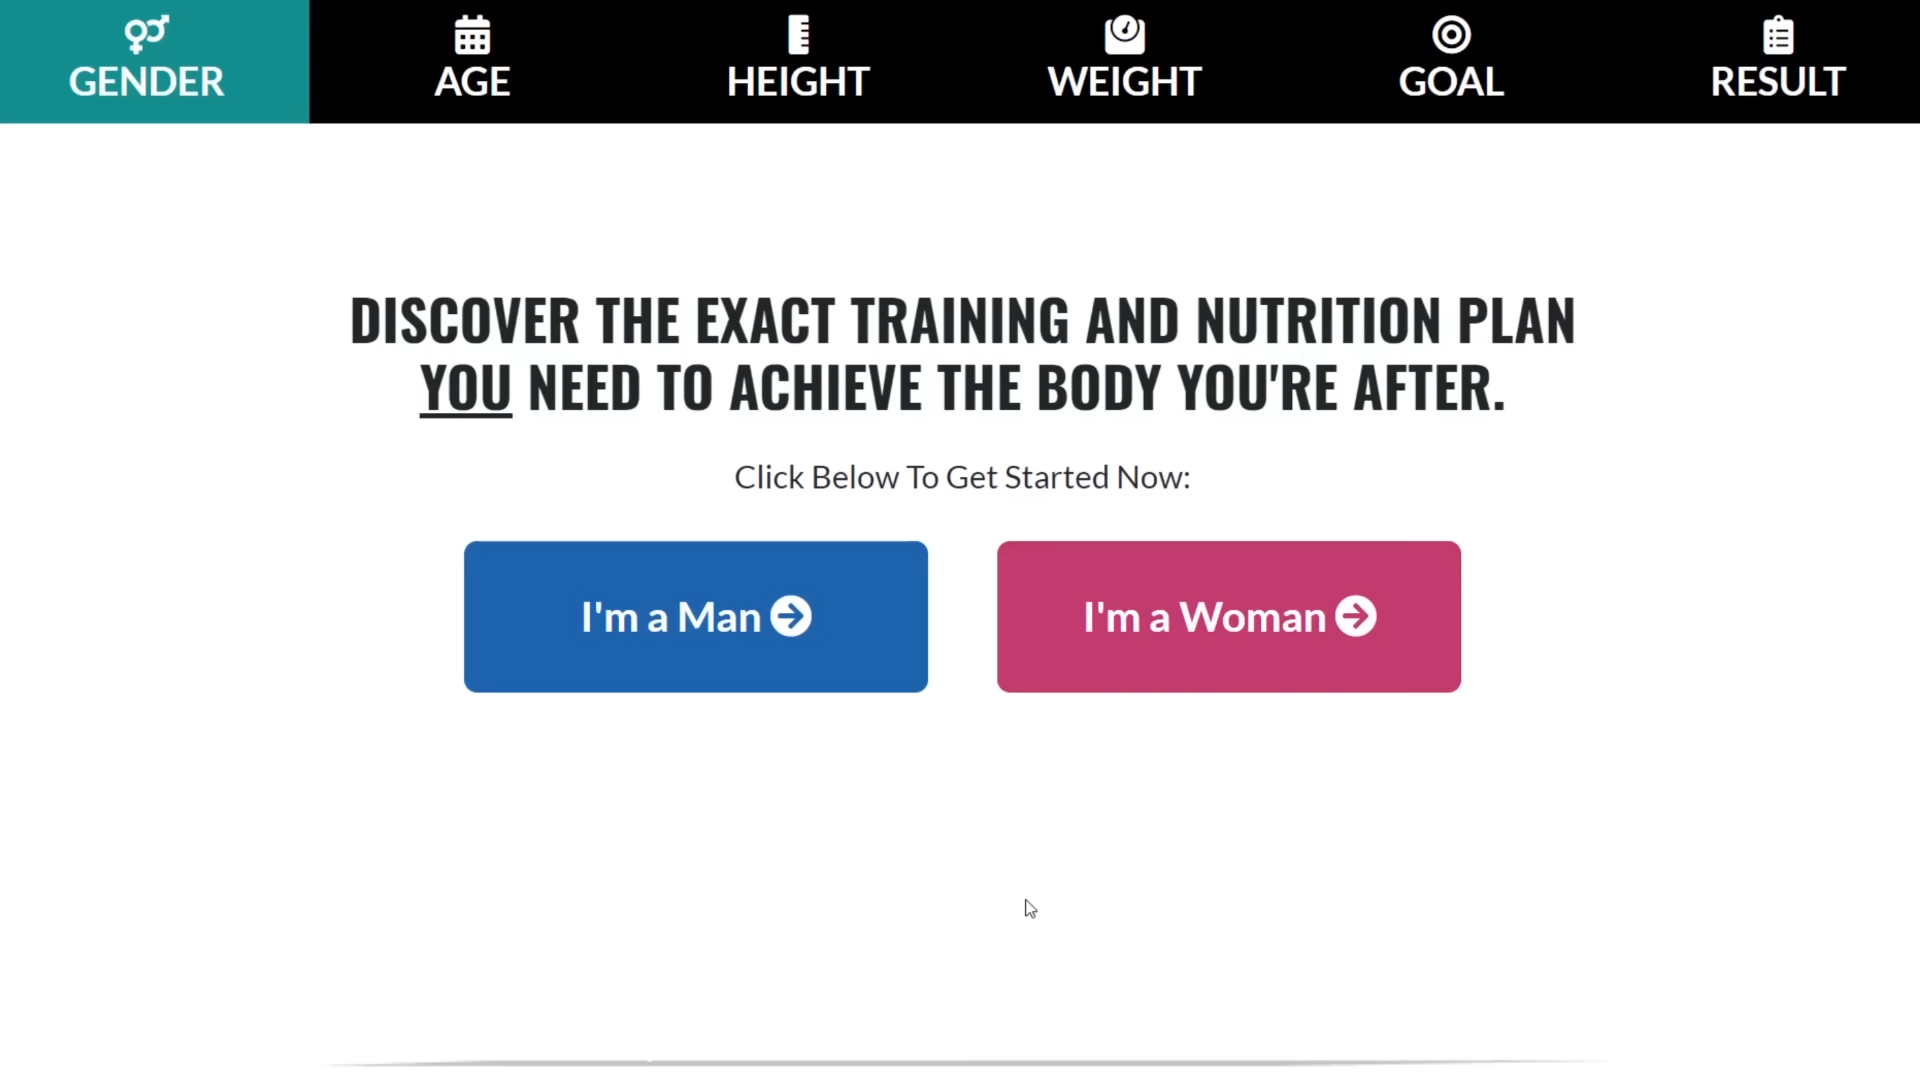 GENDER
AGE
HEIGHT
WEIGHT
GOAL
RESULT
DISCOVER THE EXACT TRAINING AND NUTRITION PLAN
YOU NEED TO ACHIEVE THE BODY YOU'RE AFTER.
Click Below To Get Started Now:
I'm a Man
I'm a Woman